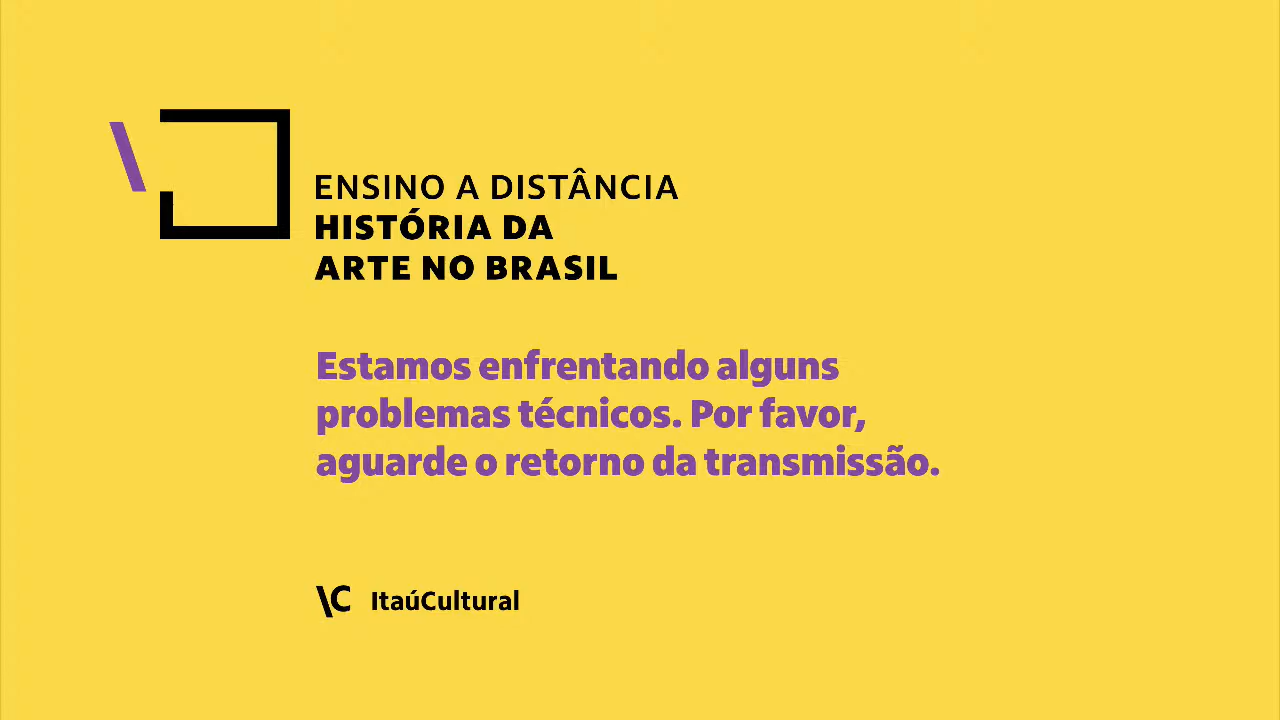 ENSINO A DISTÂNCIA
HISTÓRIA DA
ARTE NO BRASIL
Estamos enfrentando alguns
problemas técnicos. Por favor,
aguarde o retorno da transmissão.
\C ItaúCultural